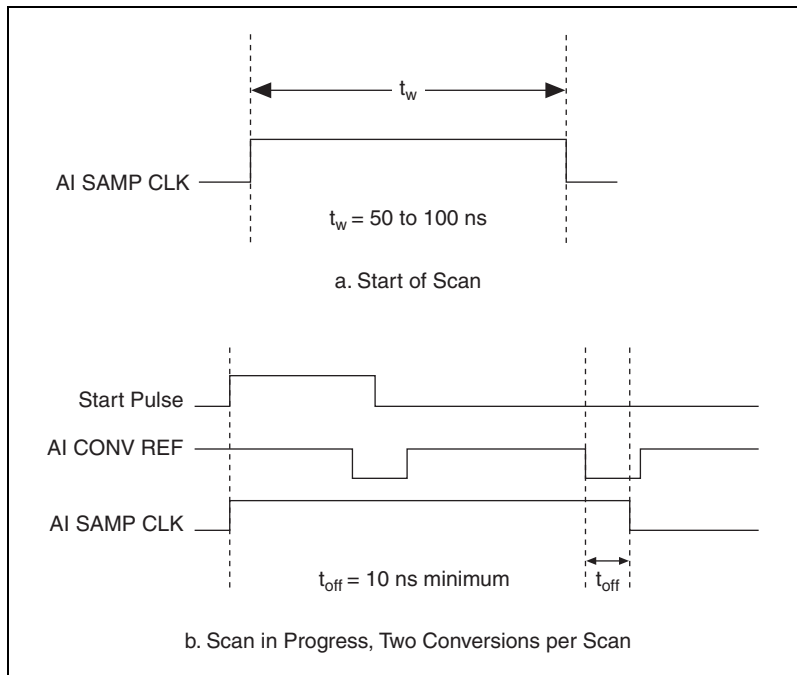 t_w
AI SAMP CLK
t_w = 50 to 100 ns
a. Start of Scan
Start Pulse
AI CONV REF
AI SAMP CLK
t_off = 10 ns minimum
t_off
b. Scan in Progress, Two Conversions per Scan